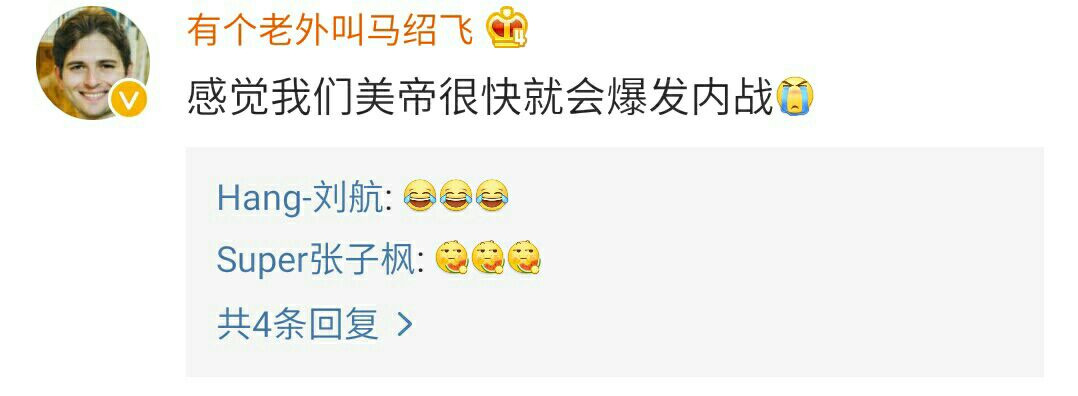 有个老外叫马绍飞 4
感觉我们美帝很快就会爆发内战😭
Hang-刘航: 😂😂😂
Super张子枫:
共4条回复 >